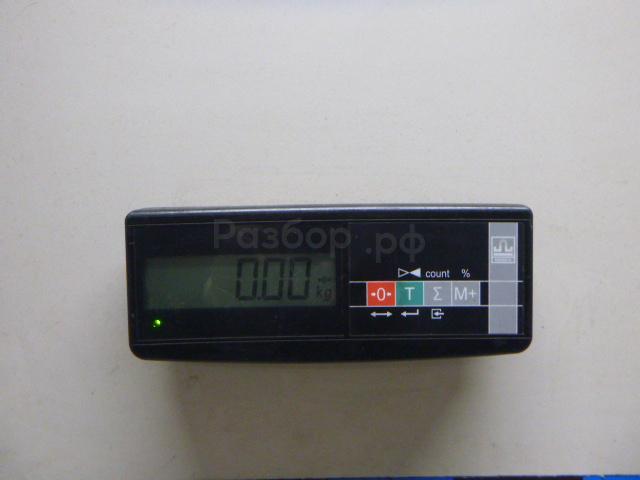 Разбор.рф
0.00
kg
count %
→0← T Σ M+